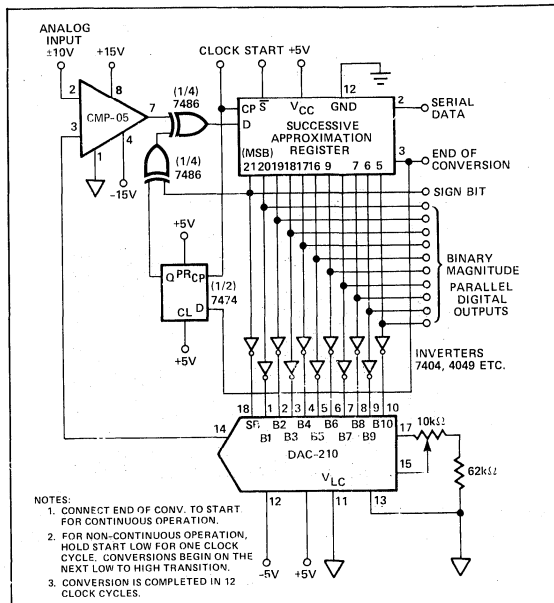 ANALOG
INPUT
±10V
+15V
CLOCK START +5V
2
8
3
CMP-05
7
1
4
-15V
(1/4)
7486
(1/4)
7486
CP S̅ VCC GND
12
D
SUCCESSIVE
APPROXIMATION
REGISTER
(MSB)
21 20 19 18 17 16 9 7 6 5
2
SERIAL
DATA
3
END OF
CONVERSION
SIGN BIT
BINARY
MAGNITUDE
PARALLEL
DIGITAL
OUTPUTS
+5V
Q PR CP
(1/2)
D 7474
CL
+5V
INVERTERS
7404, 4049 ETC.
18 1 2 3 4 5 6 7 8 9 10
SB B2 B4 B6 B8 B10
B1 B3 B5 B7 B9
14
DAC-210
VLC
17
15
10kΩ
62kΩ
12
11
13
-5V
+5V
NOTES:
1. CONNECT END OF CONV. TO START
FOR CONTINUOUS OPERATION.
2. FOR NON-CONTINUOUS OPERATION,
HOLD START LOW FOR ONE CLOCK
CYCLE. CONVERSIONS BEGIN ON THE
NEXT LOW TO HIGH TRANSITION.
3. CONVERSION IS COMPLETED IN 12
CLOCK CYCLES.